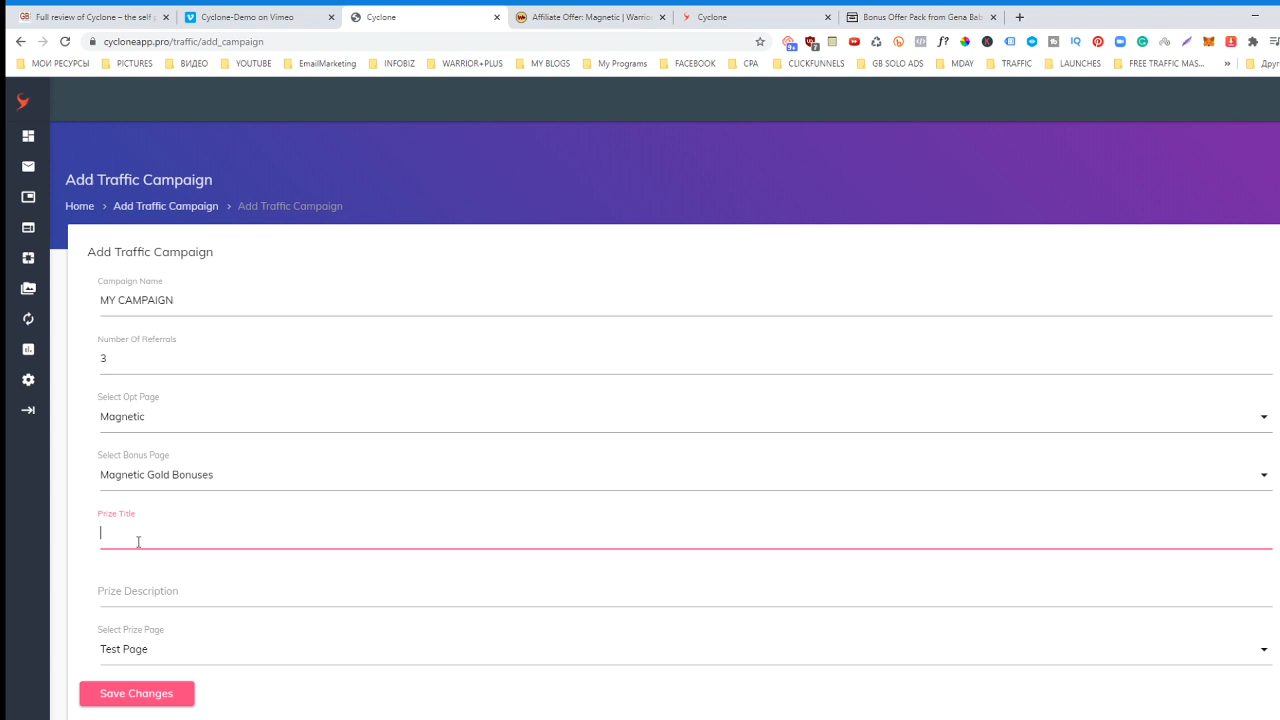 Full review of Cyclone – the self p
Cyclone-Demo on Vimeo
Cyclone
Affiliate Offer: Magnetic | Warrio
Cyclone
Bonus Offer Pack from Gena Bab
cycloneapp.pro/traffic/add_campaign
МОИ РЕСУРСЫ
PICTURES
ВИДЕО
YOUTUBE
EmailMarketing
INFOBIZ
WARRIOR+PLUS
MY BLOGS
My Programs
FACEBOOK
CPA
CLICKFUNNELS
GB SOLO ADS
MDAY
TRAFFIC
LAUNCHES
FREE TRAFFIC MAS...
»
Друг
Add Traffic Campaign
Home > Add Traffic Campaign > Add Traffic Campaign
Add Traffic Campaign
Campaign Name
MY CAMPAIGN
Number Of Referrals
3
Select Opt Page
Magnetic
Select Bonus Page
Magnetic Gold Bonuses
Prize Title
Prize Description
Select Prize Page
Test Page
Save Changes